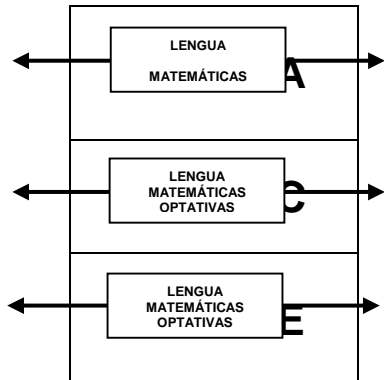 LENGUA
MATEMÁTICAS
A
LENGUA
MATEMÁTICAS
OPTATIVAS
C
LENGUA
MATEMÁTICAS
OPTATIVAS
E